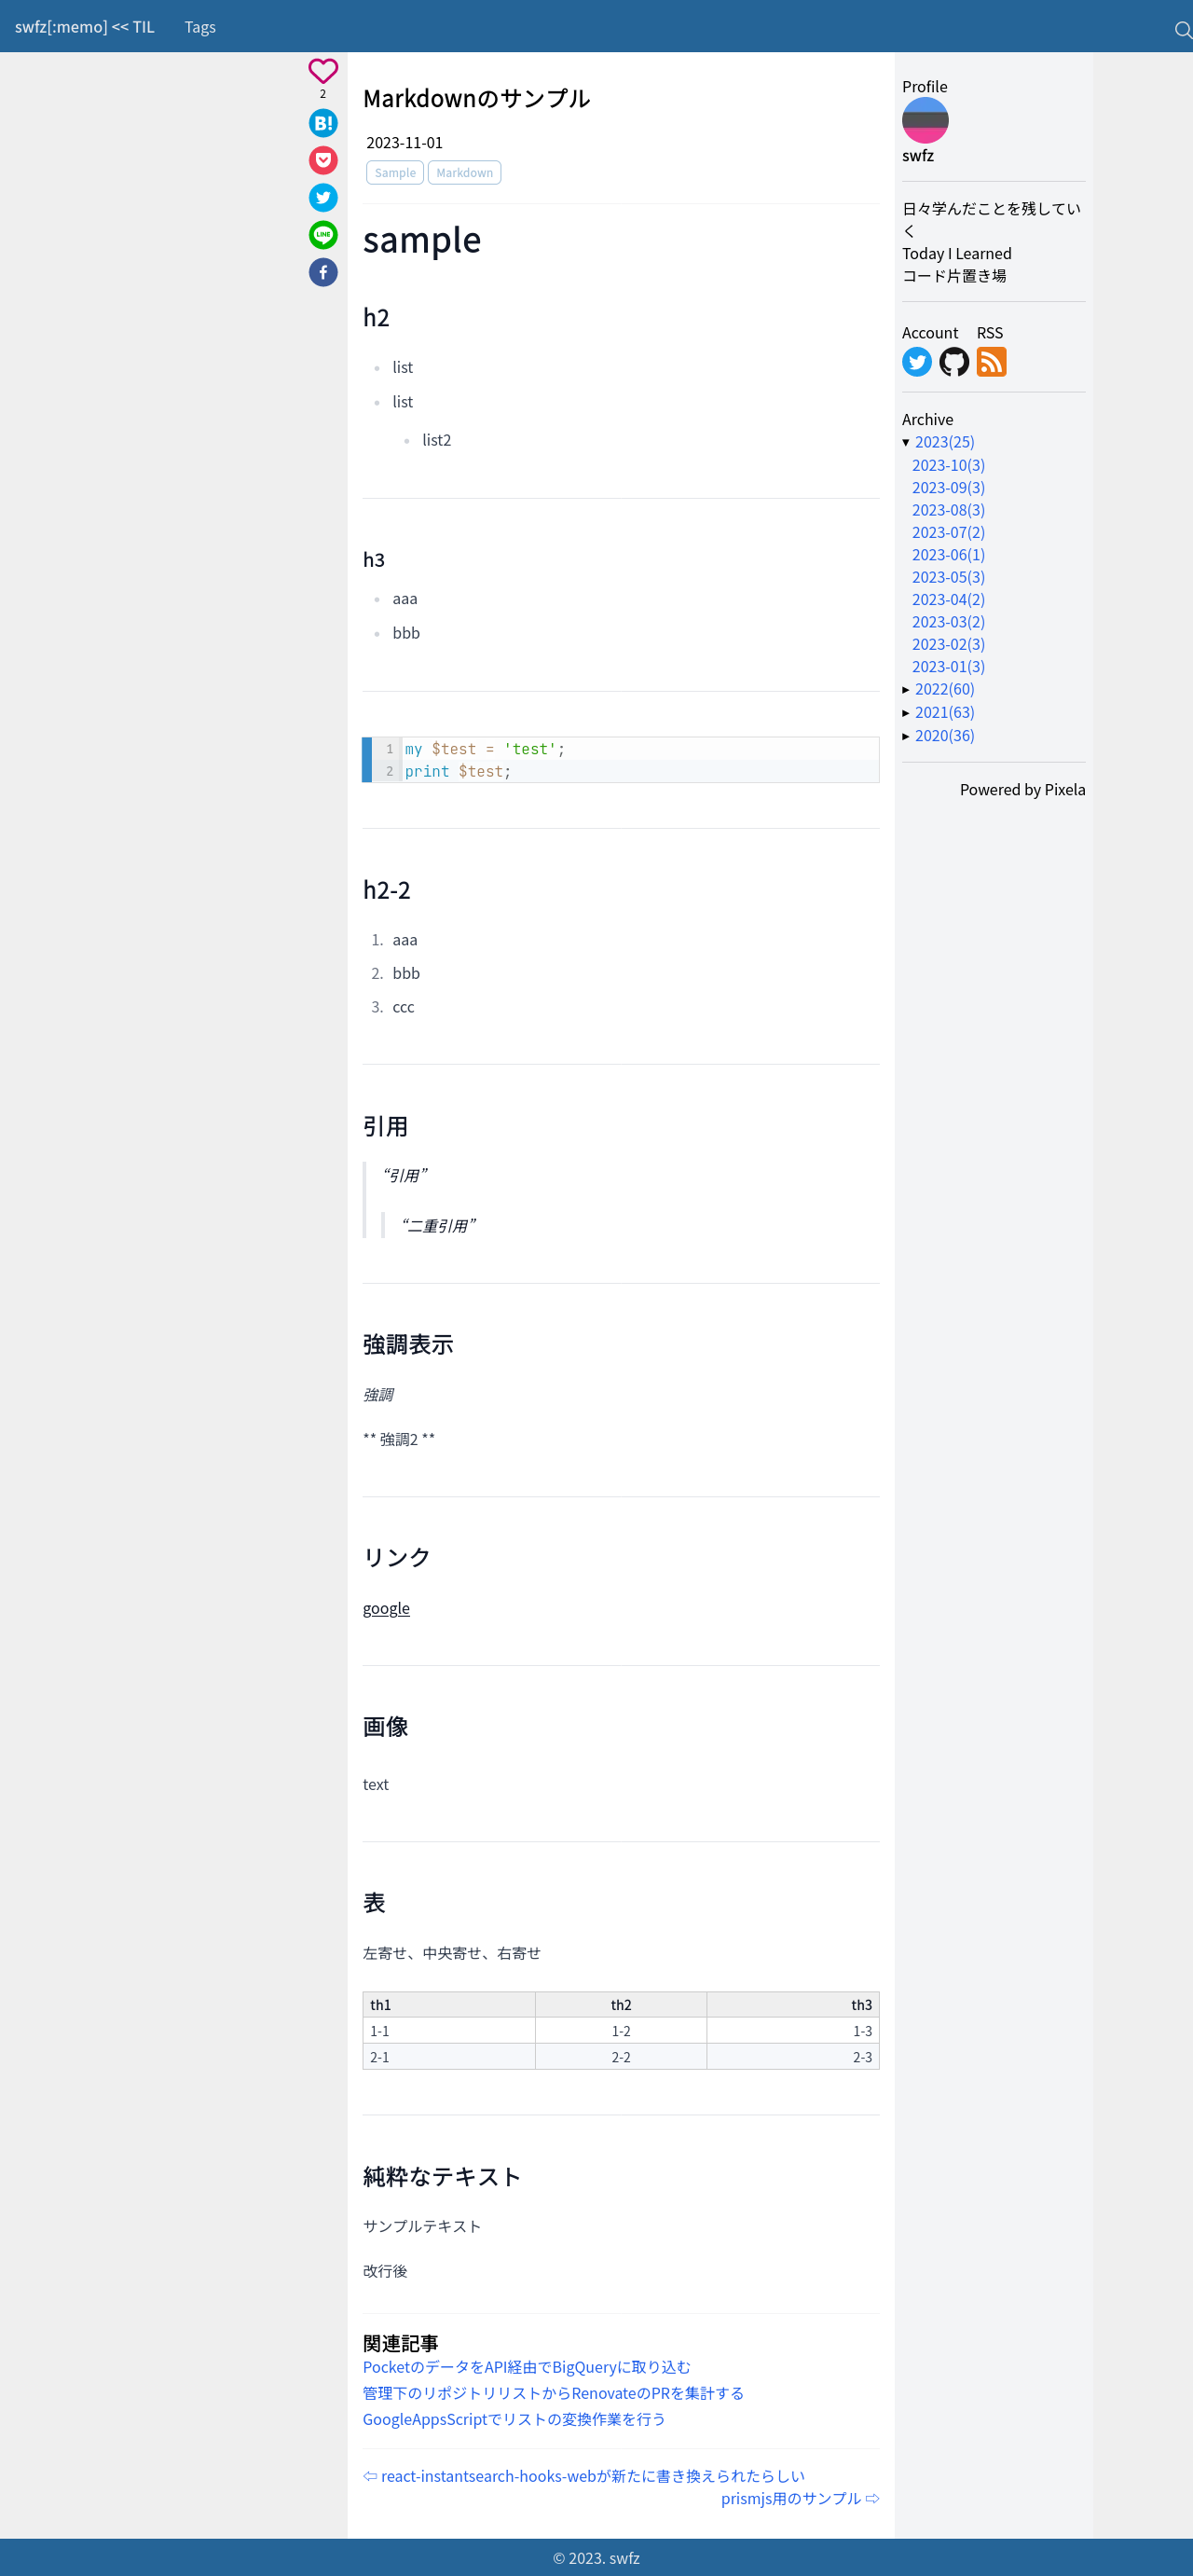 swfz[:memo] << TIL
Tags
2
B!
LINE
Markdownのサンプル
2023-11-01
Sample
Markdown
sample
h2
list
list
list2
h3
aaa
bbb
1 my $test = 'test';
2 print $test;
h2-2
1. aaa
2. bbb
3. ccc
引用
“引用”
“二重引用”
強調表示
強調
** 強調2 **
リンク
google
画像
text
表
左寄せ、中央寄せ、右寄せ
th1 th2 th3
1-1 1-2 1-3
2-1 2-2 2-3
純粋なテキスト
サンプルテキスト
改行後
関連記事
PocketのデータをAPI経由でBigQueryに取り込む
管理下のリポジトリリストからRenovateのPRを集計する
GoogleAppsScriptでリストの変換作業を行う
⇦ react-instantsearch-hooks-webが新たに書き換えられたらしい
prismjs用のサンプル ⇨
Profile
swfz
日々学んだことを残してい
く
Today I Learned
コード片置き場
Account RSS
Archive
▾ 2023(25)
2023-10(3)
2023-09(3)
2023-08(3)
2023-07(2)
2023-06(1)
2023-05(3)
2023-04(2)
2023-03(2)
2023-02(3)
2023-01(3)
▸ 2022(60)
▸ 2021(63)
▸ 2020(36)
Powered by Pixela
© 2023. swfz